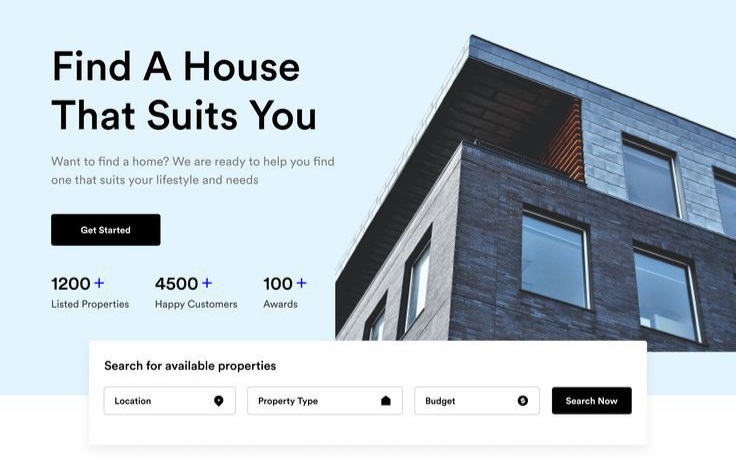 Find A House
That Suits You
Want to find a home? We are ready to help you find
one that suits your lifestyle and needs
Get Started
1200 + 4500 + 100 +
Listed Properties Happy Customers Awards
Search for available properties
Location Property Type Budget $ Search Now